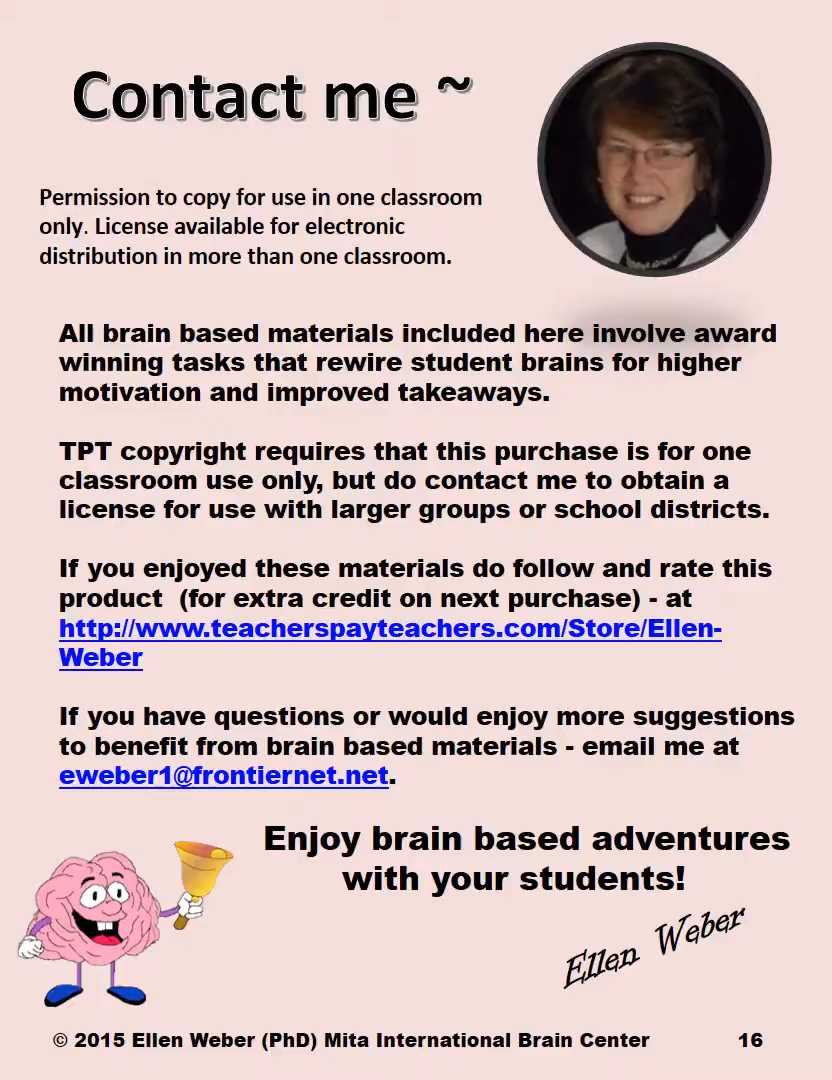 Contact me ~
Permission to copy for use in one classroom
only. License available for electronic
distribution in more than one classroom.
All brain based materials included here involve award
winning tasks that rewire student brains for higher
motivation and improved takeaways.
TPT copyright requires that this purchase is for one
classroom use only, but do contact me to obtain a
license for use with larger groups or school districts.
If you enjoyed these materials do follow and rate this
product  (for extra credit on next purchase) - at
http://www.teacherspayteachers.com/Store/Ellen-
Weber
If you have questions or would enjoy more suggestions
to benefit from brain based materials - email me at
eweber1@frontiernet.net.
Enjoy brain based adventures
with your students!
Ellen Weber
© 2015 Ellen Weber (PhD) Mita International Brain Center 16